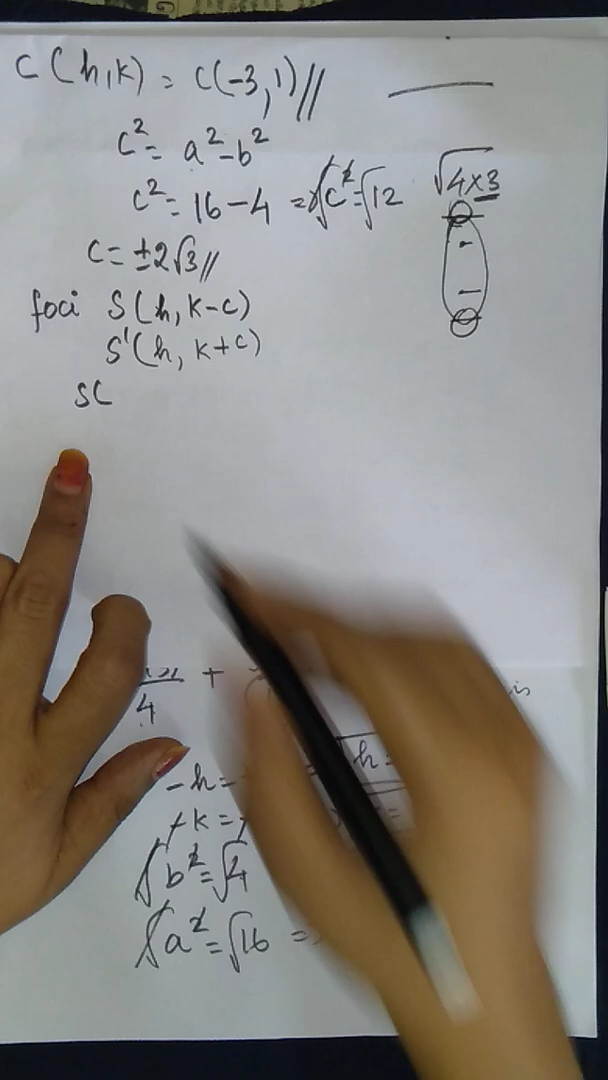 C(h,k) = C(-3,1)//
c² = a²-b²
c² = 16-4 = √c² = √12 √4×3
c = ±2√3//
foci S(h, k-c)
S'(h, k+c)
S(
4 +
is
-h = h =
+k =
√b² = √4
√a² = √16 =